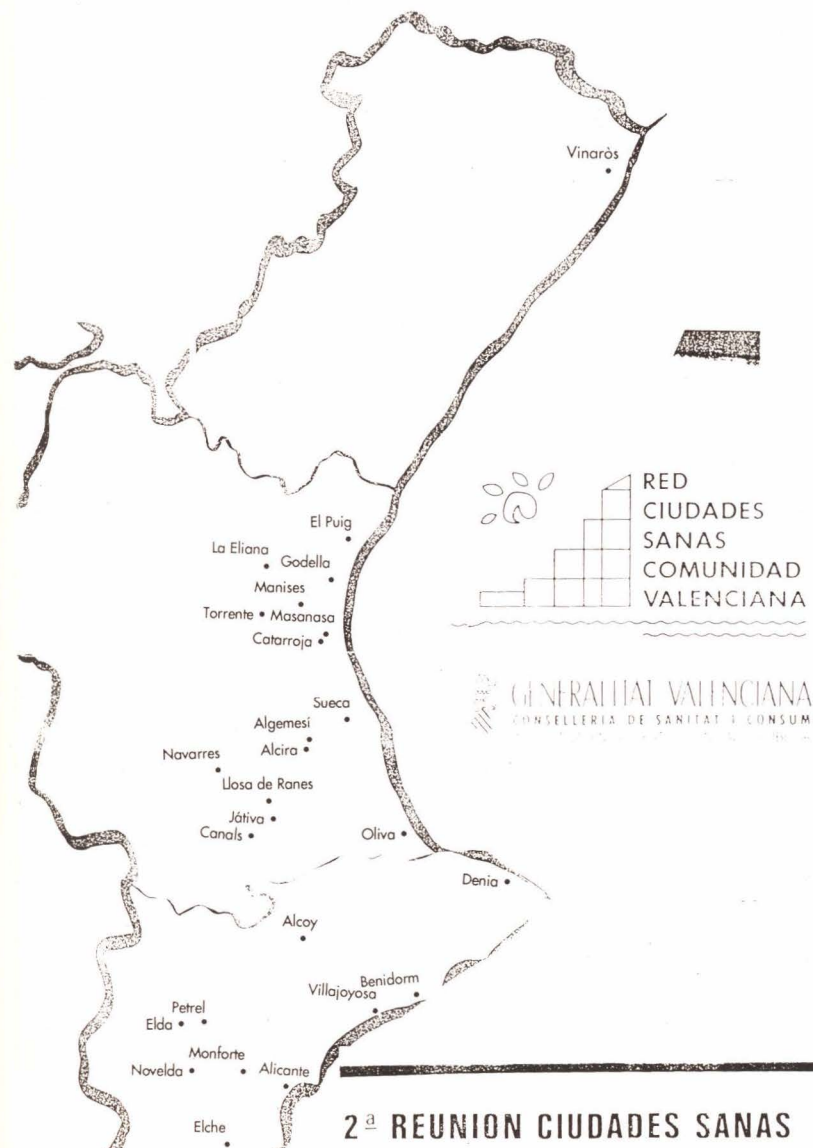 Vinaròs
RED
CIUDADES
SANAS
COMUNIDAD
VALENCIANA
GENERALITAT VALENCIANA
CONSELLERIA DE SANITAT I CONSUM
El Puig
La Eliana
Godella
Manises
Torrente
Masanasa
Catarroja
Sueca
Algemesi
Alcira
Navarres
Llosa de Ranes
Játiva
Canals
Oliva
Denia
Alcoy
Benidorm
Villajoyosa
Petrel
Elda
Monforte
Novelda
Alicante
Elche
2ª REUNION CIUDADES SANAS